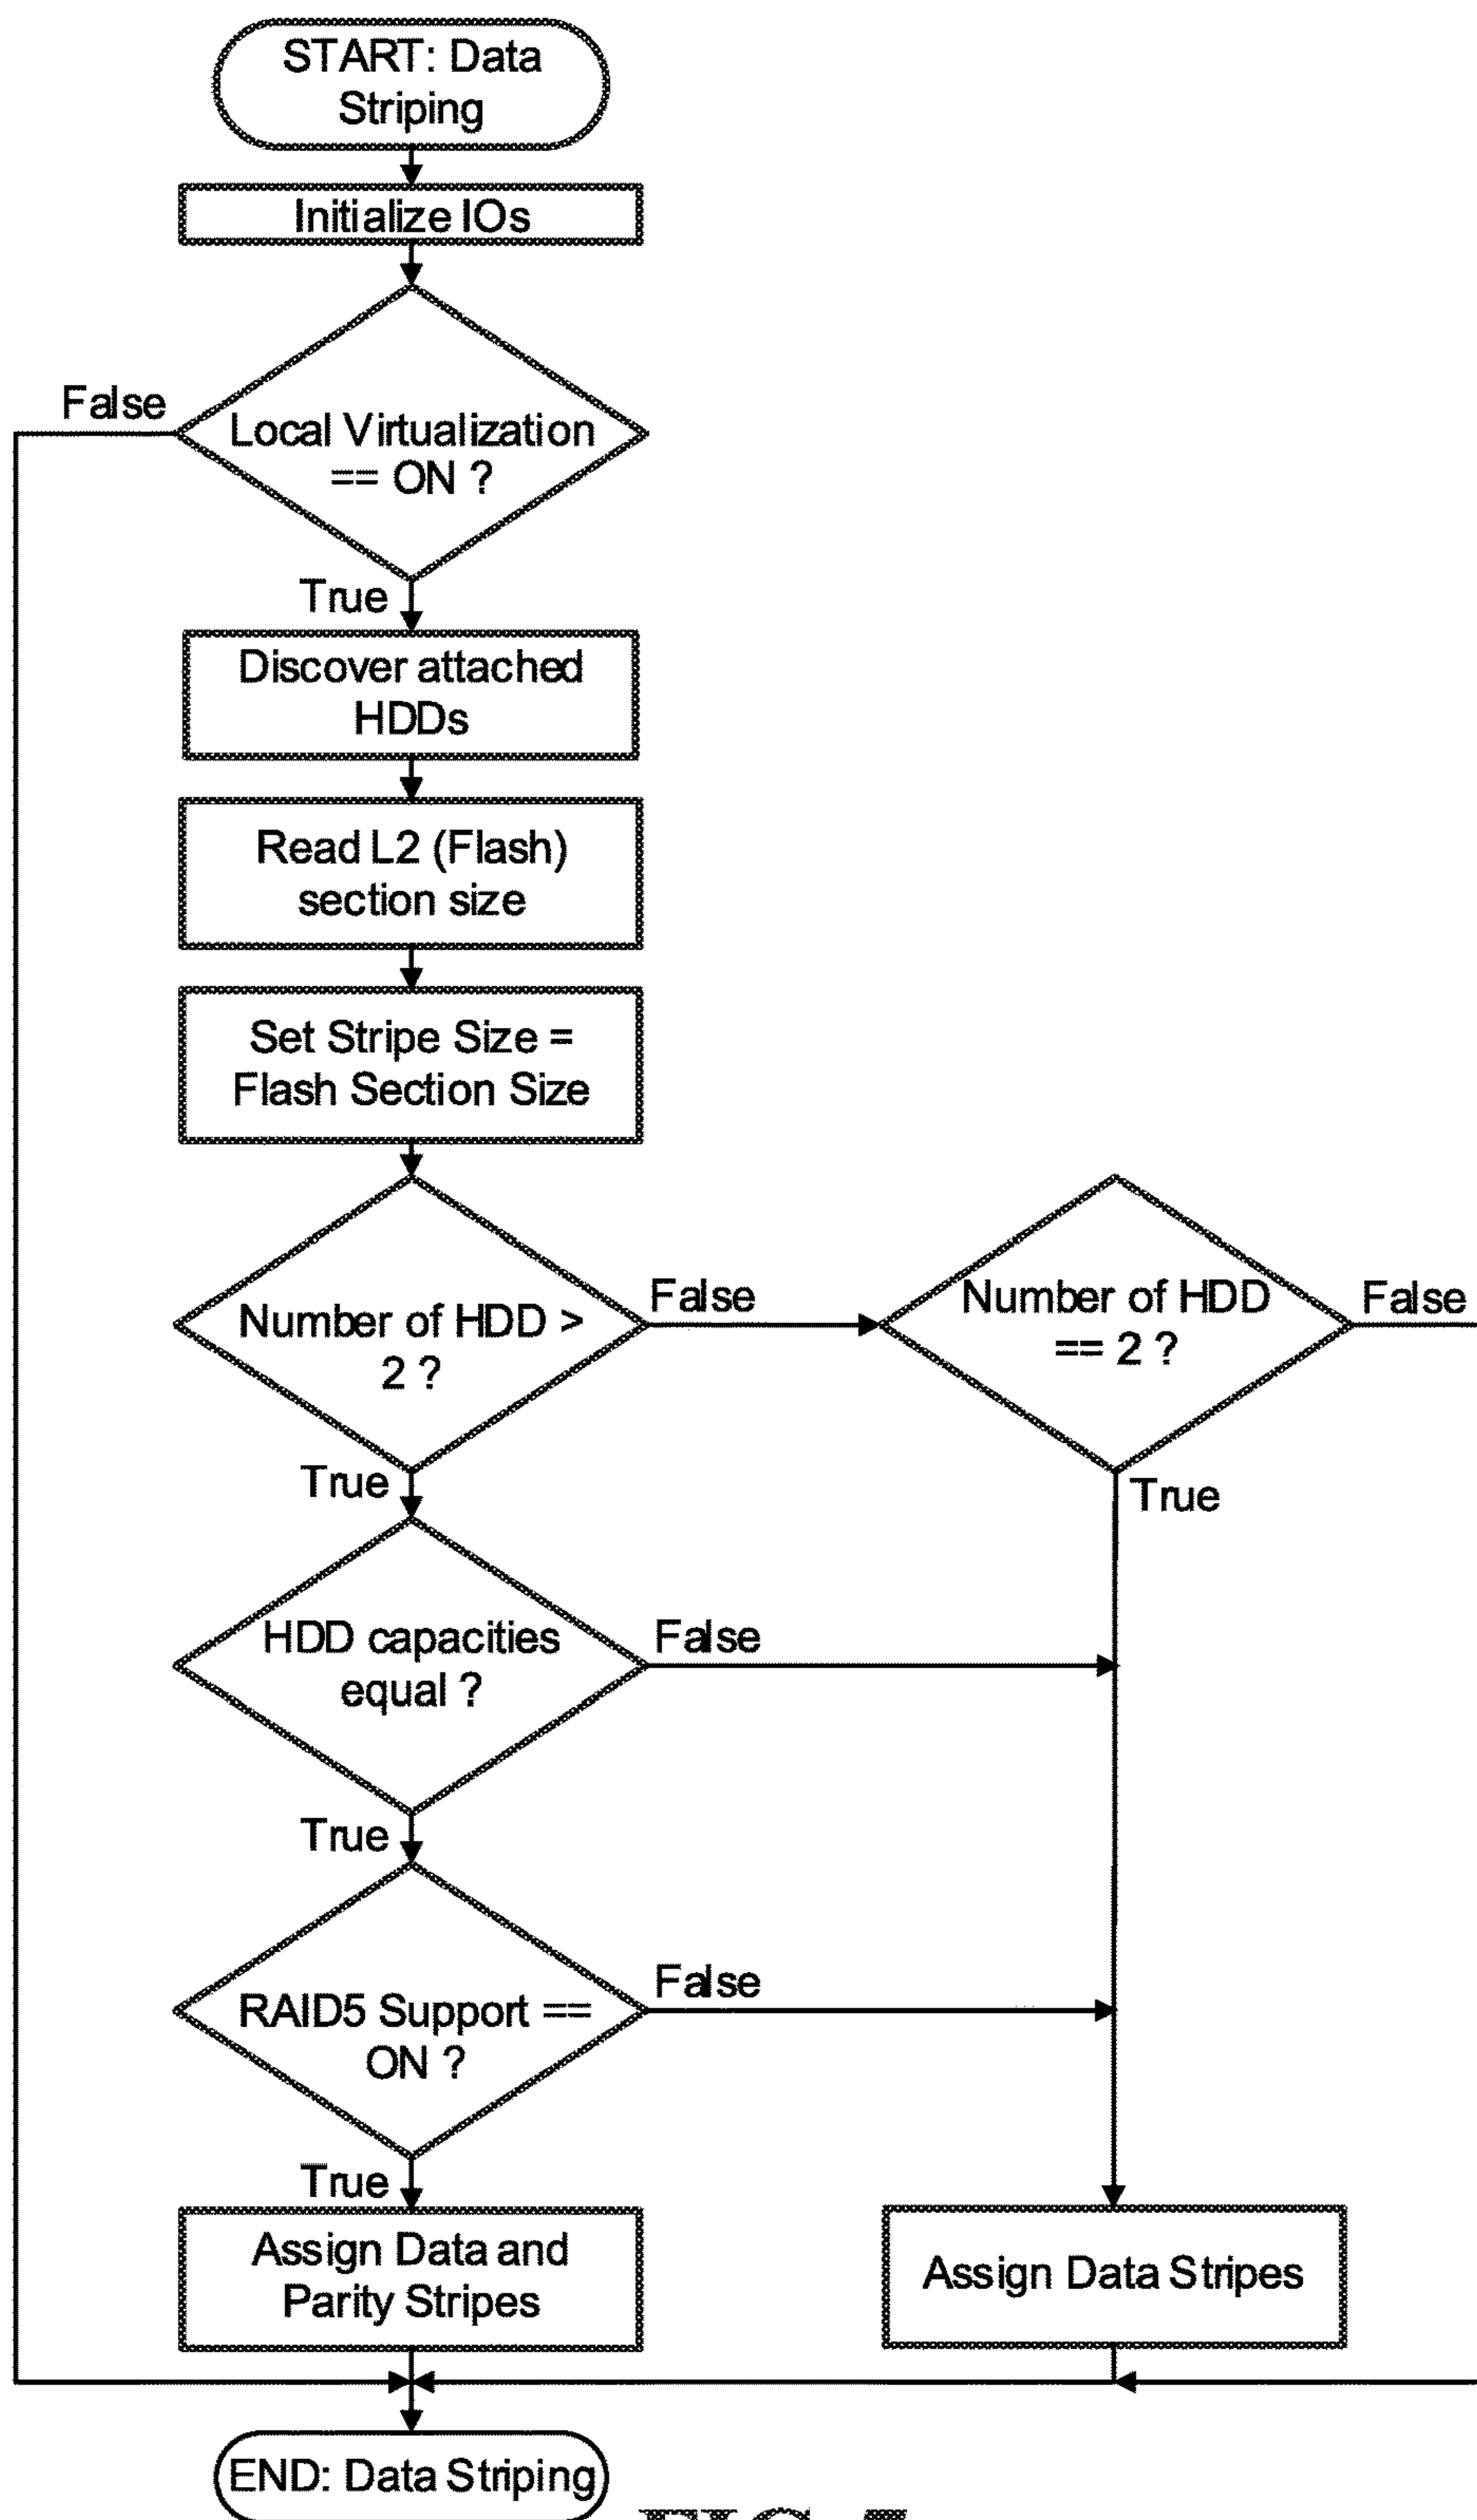 START: Data
Striping
Initialize IOs
False
Local Virtualization
== ON ?
True
Discover attached
HDDs
Read L2 (Flash)
section size
Set Stripe Size =
Flash Section Size
Number of HDD >
2 ?
False
Number of HDD
== 2 ?
False
True
True
HDD capacities
equal ?
False
True
RAID5 Support ==
ON ?
False
True
Assign Data and
Parity Stripes
Assign Data Stripes
END: Data Striping